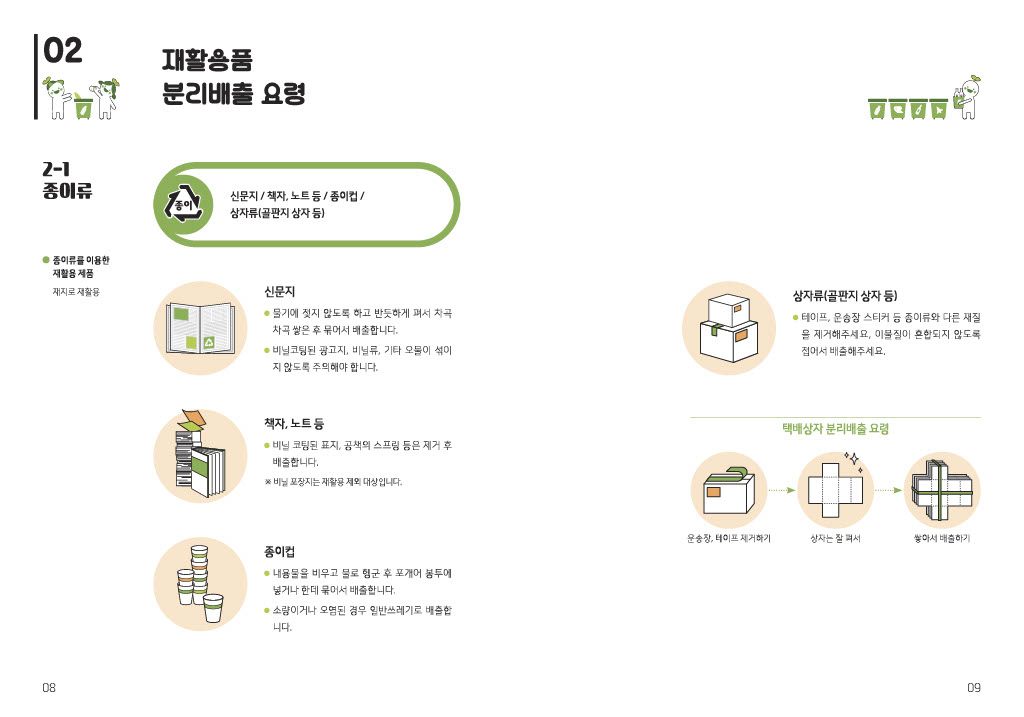 02
재활용품
분리배출 요령
2-1
종이류
종이
신문지 / 책자, 노트 등 / 종이컵 /
상자류(골판지 상자 등)
종이류를 이용한
재활용 제품
재지로 재활용
신문지
물기에 젖지 않도록 하고 반듯하게 펴서 차곡
차곡 쌓은 후 묶어서 배출합니다.
비닐코팅된 광고지, 비닐류, 기타 오물이 섞이
지 않도록 주의해야 합니다.
책자, 노트 등
비닐 코팅된 표지, 공책의 스프링 등은 제거 후
배출합니다.
※ 비닐 포장지는 재활용 제외 대상입니다.
종이컵
내용물을 비우고 물로 헹군 후 포개어 봉투에
넣거나 한데 묶어서 배출합니다.
소량이거나 오염된 경우 일반쓰레기로 배출합
니다.
08
상자류(골판지 상자 등)
테이프, 운송장 스티커 등 종이류와 다른 재질
을 제거해주세요, 이물질이 혼합되지 않도록
접어서 배출해주세요.
택배상자 분리배출 요령
운송장, 테이프 제거하기
상자는 잘 펴서
쌓아서 배출하기
09